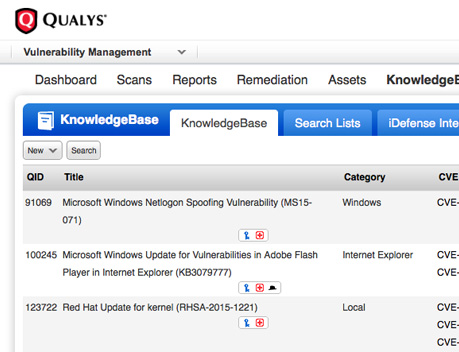 QUALYS®
Vulnerability Management
Dashboard Scans Reports Remediation Assets KnowledgeB
KnowledgeBase KnowledgeBase Search Lists iDefense Inte
New Search
QID Title Category CVE
91069 Microsoft Windows Netlogon Spoofing Vulnerability (MS15- Windows CVE-
071)
100245 Microsoft Windows Update for Vulnerabilities in Adobe Flash Internet Explorer CVE-
Player in Internet Explorer (KB3079777) CVE-
123722 Red Hat Update for kernel (RHSA-2015-1221) Local CVE-
CVE-
CVE-